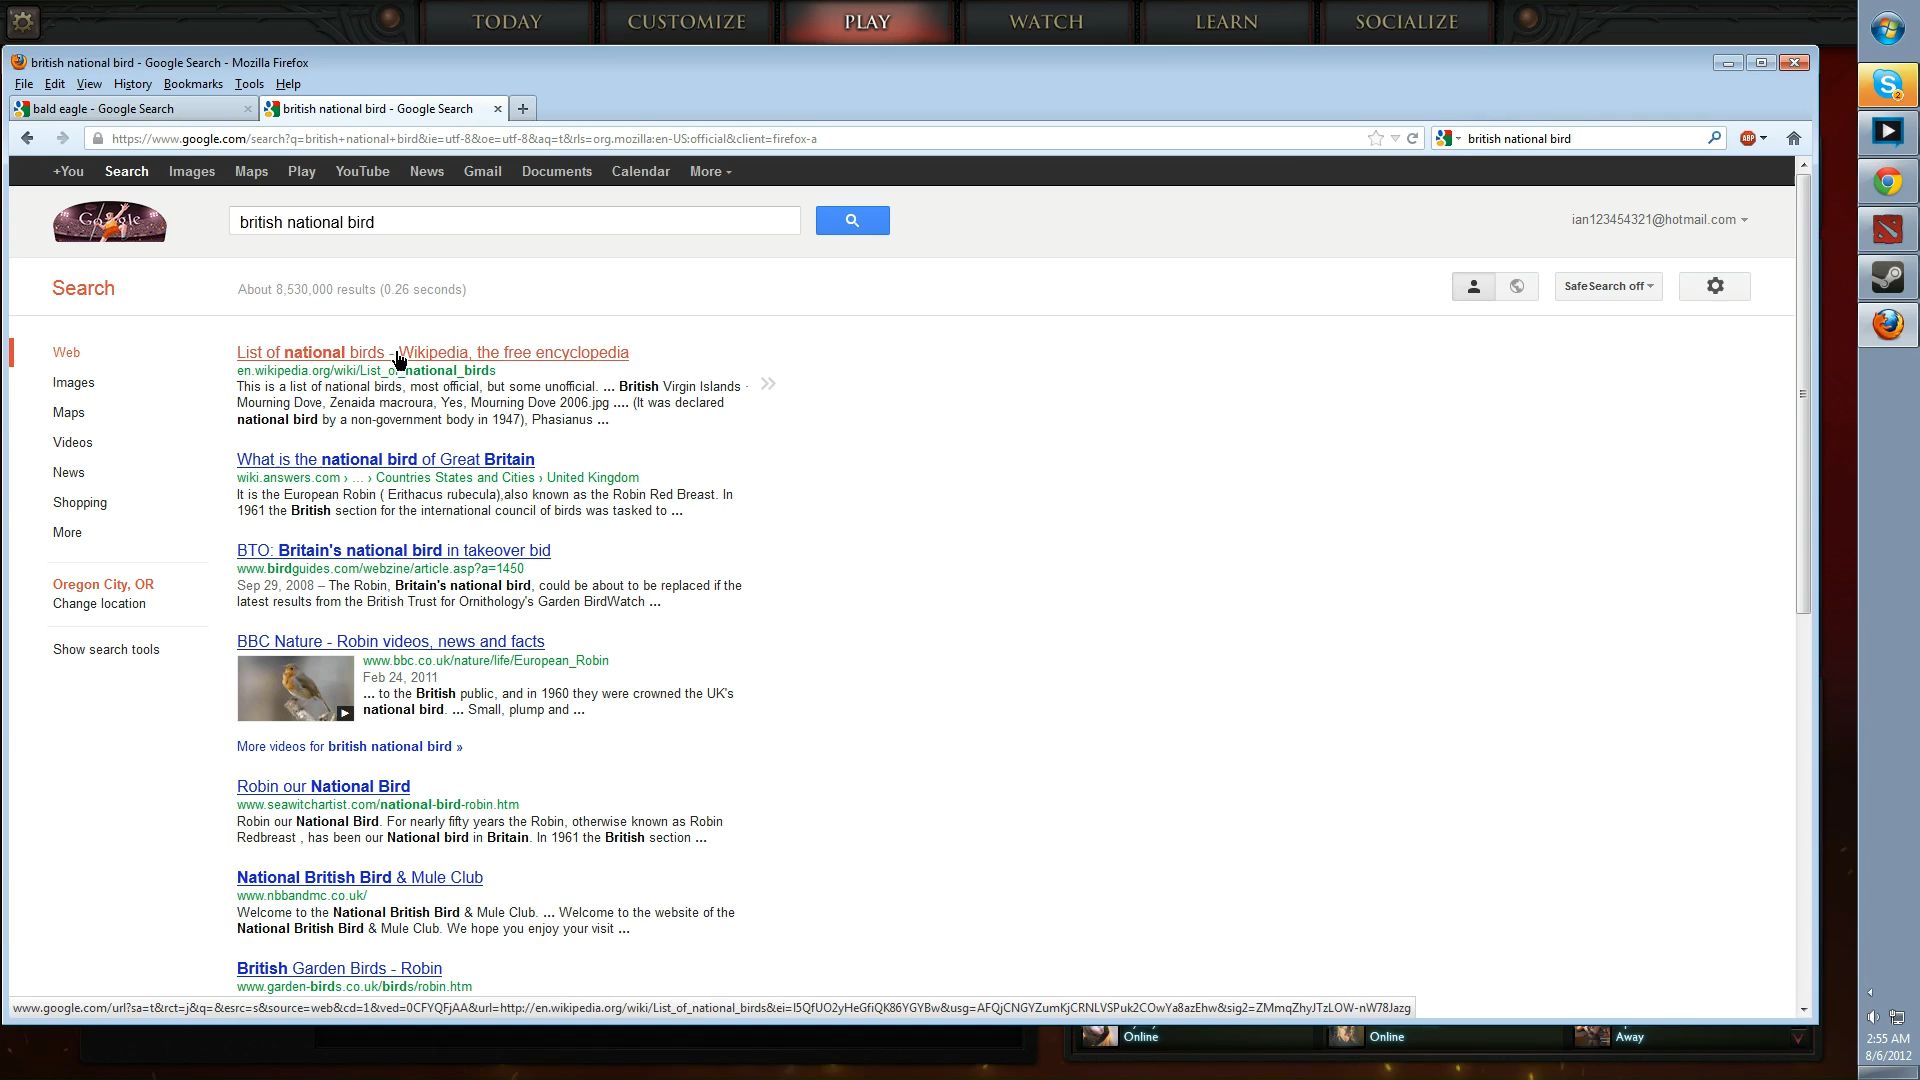 TODAY CUSTOMIZE PLAY WATCH LEARN SOCIALIZE
british national bird - Google Search - Mozilla Firefox
File Edit View History Bookmarks Tools Help
bald eagle - Google Search british national bird - Google Search
https://www.google.com/search?q=british+national+bird&ie=utf-8&oe=utf-8&aq=t&rls=org.mozilla:en-US:official&client=firefox-a british national bird ABP
+You Search Images Maps Play YouTube News Gmail Documents Calendar More
Google british national bird ian123454321@hotmail.com
Search About 8,530,000 results (0.26 seconds) SafeSearch off
Web
Images
Maps
Videos
News
Shopping
More
Oregon City, OR
Change location
Show search tools
List of national birds - Wikipedia, the free encyclopedia
en.wikipedia.org/wiki/List_of_national_birds
This is a list of national birds, most official, but some unofficial. ... British Virgin Islands ·
Mourning Dove, Zenaida macroura, Yes, Mourning Dove 2006.jpg .... (It was declared
national bird by a non-government body in 1947), Phasianus ...
What is the national bird of Great Britain
wiki.answers.com › ... › Countries States and Cities › United Kingdom
It is the European Robin ( Erithacus rubecula),also known as the Robin Red Breast. In
1961 the British section for the international council of birds was tasked to ...
BTO: Britain's national bird in takeover bid
www.birdguides.com/webzine/article.asp?a=1450
Sep 29, 2008 – The Robin, Britain's national bird, could be about to be replaced if the
latest results from the British Trust for Ornithology's Garden BirdWatch ...
BBC Nature - Robin videos, news and facts
www.bbc.co.uk/nature/life/European_Robin
Feb 24, 2011
... to the British public, and in 1960 they were crowned the UK's
national bird. ... Small, plump and ...
More videos for british national bird »
Robin our National Bird
www.seawitchartist.com/national-bird-robin.htm
Robin our National Bird. For nearly fifty years the Robin, otherwise known as Robin
Redbreast , has been our National bird in Britain. In 1961 the British section ...
National British Bird & Mule Club
www.nbbandmc.co.uk/
Welcome to the National British Bird & Mule Club. ... Welcome to the website of the
National British Bird & Mule Club. We hope you enjoy your visit ...
British Garden Birds - Robin
www.garden-birds.co.uk/birds/robin.htm
www.google.com/url?sa=t&rct=j&q=&esrc=s&source=web&cd=1&ved=0CFYQFjAA&url=http://en.wikipedia.org/wiki/List_of_national_birds&ei=I5QfUO2yHeGfiQK86YGYBw&usg=AFQjCNGYZumKjCRNLVSPuk2COwYa8azEhw&sig2=ZMmqZhyJTzLOW-nW78Jazg
Online Online Away
2
2:55 AM
8/6/2012